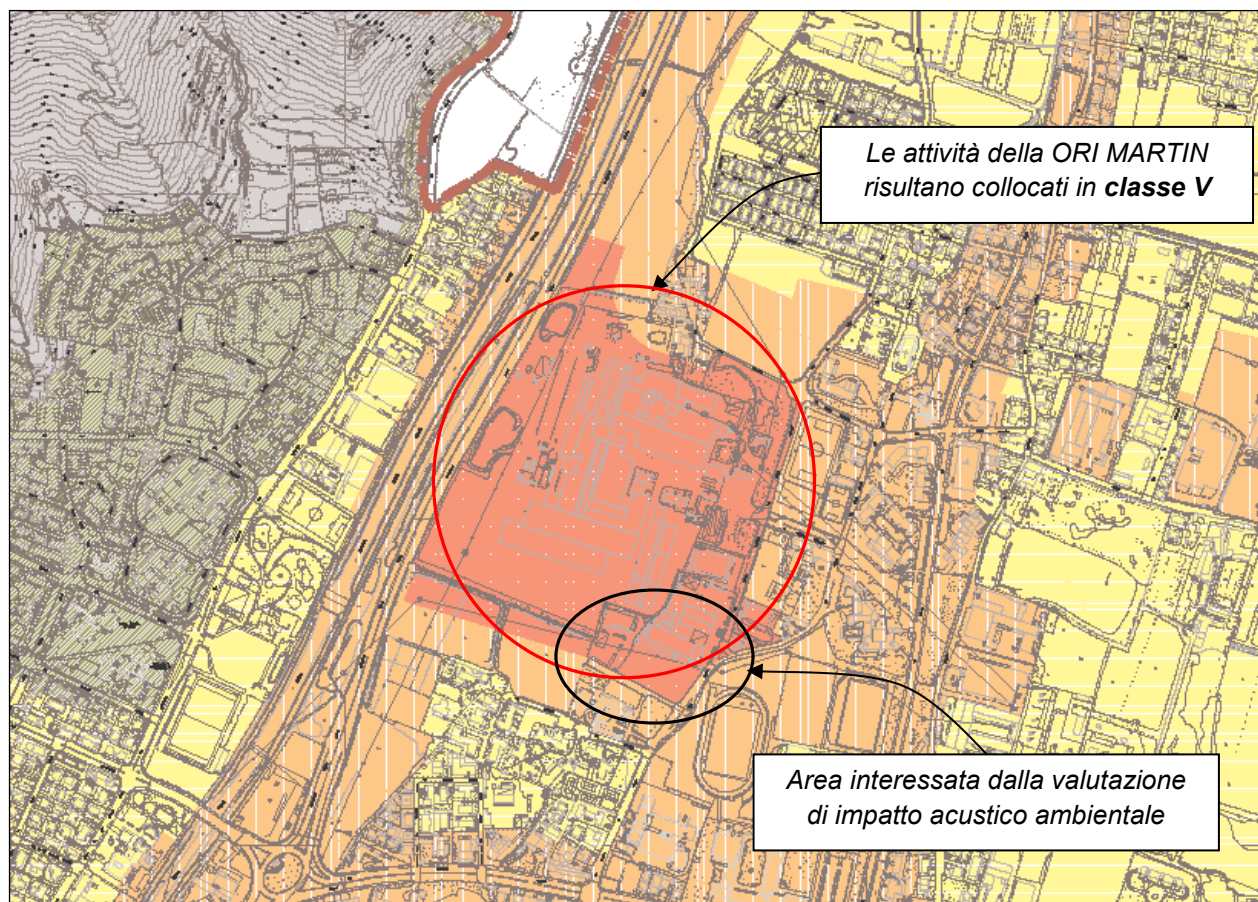 Le attività della ORI MARTIN
risultano collocati in classe V
Area interessata dalla valutazione
di impatto acustico ambientale